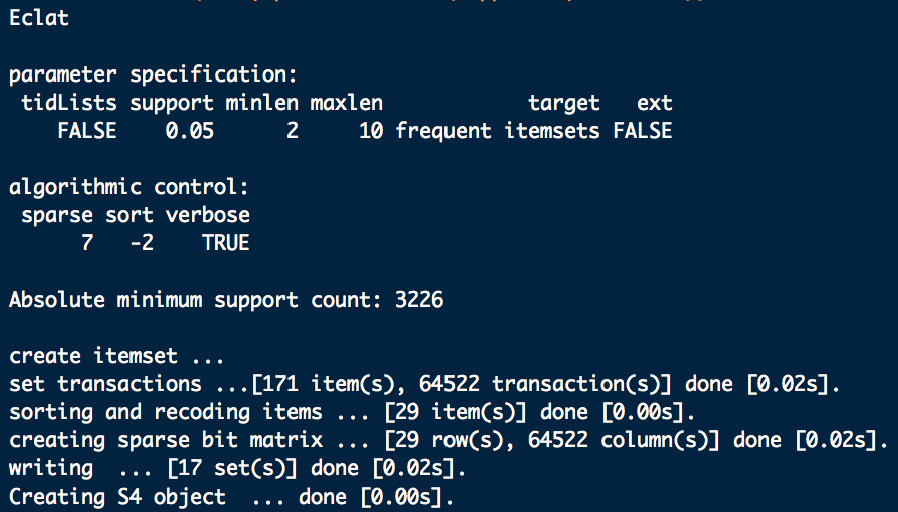 Eclat
parameter specification:
tidLists support minlen maxlen target ext
FALSE 0.05 2 10 frequent itemsets FALSE
algorithmic control:
sparse sort verbose
7 -2 TRUE
Absolute minimum support count: 3226
create itemset ...
set transactions ...[171 item(s), 64522 transaction(s)] done [0.02s].
sorting and recoding items ... [29 item(s)] done [0.00s].
creating sparse bit matrix ... [29 row(s), 64522 column(s)] done [0.02s].
writing ... [17 set(s)] done [0.02s].
Creating S4 object ... done [0.00s].